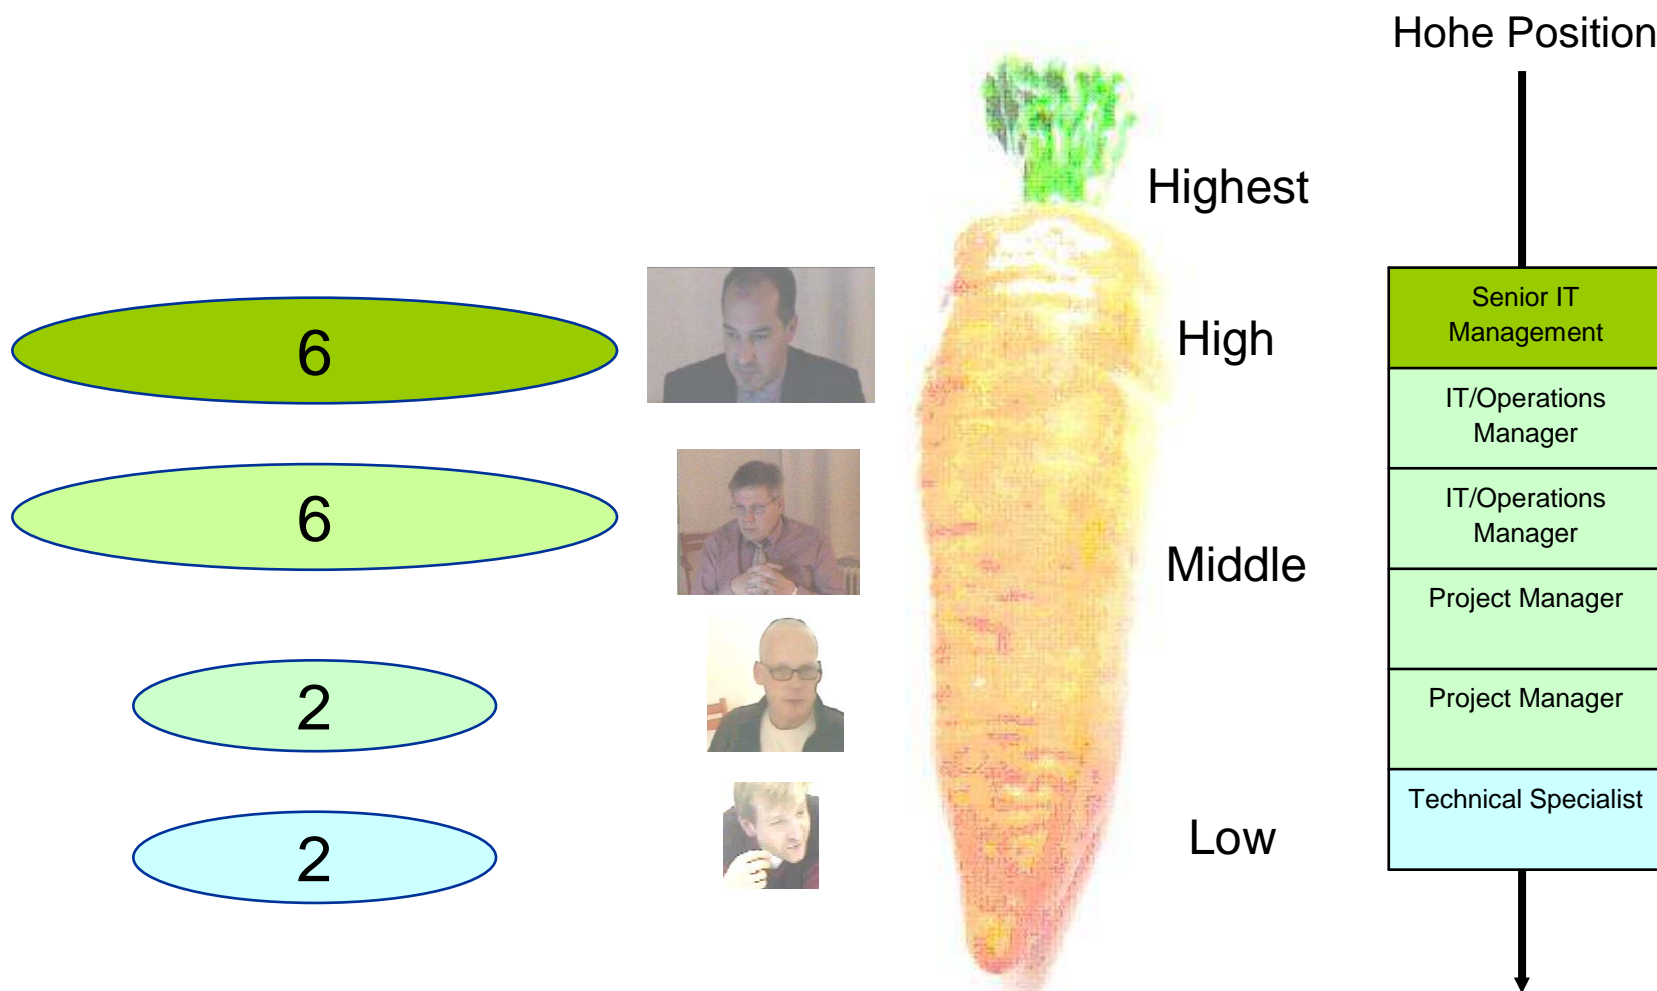 Hohe Position
Highest
Senior IT
Management
6
High
IT/Operations
Manager
6
IT/Operations
Manager
Middle
Project Manager
2
Project Manager
Technical Specialist
2
Low